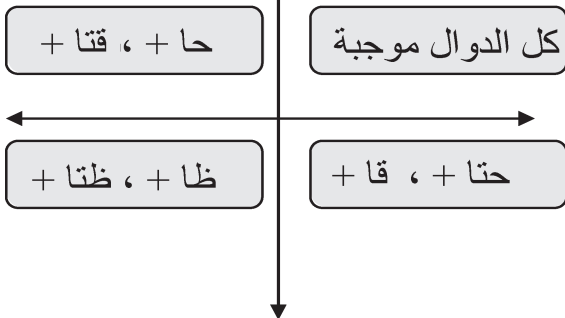 كل الدوال موجبة
حا + ، قتا +
حتا + ، قا +
ظا + ، ظتا +